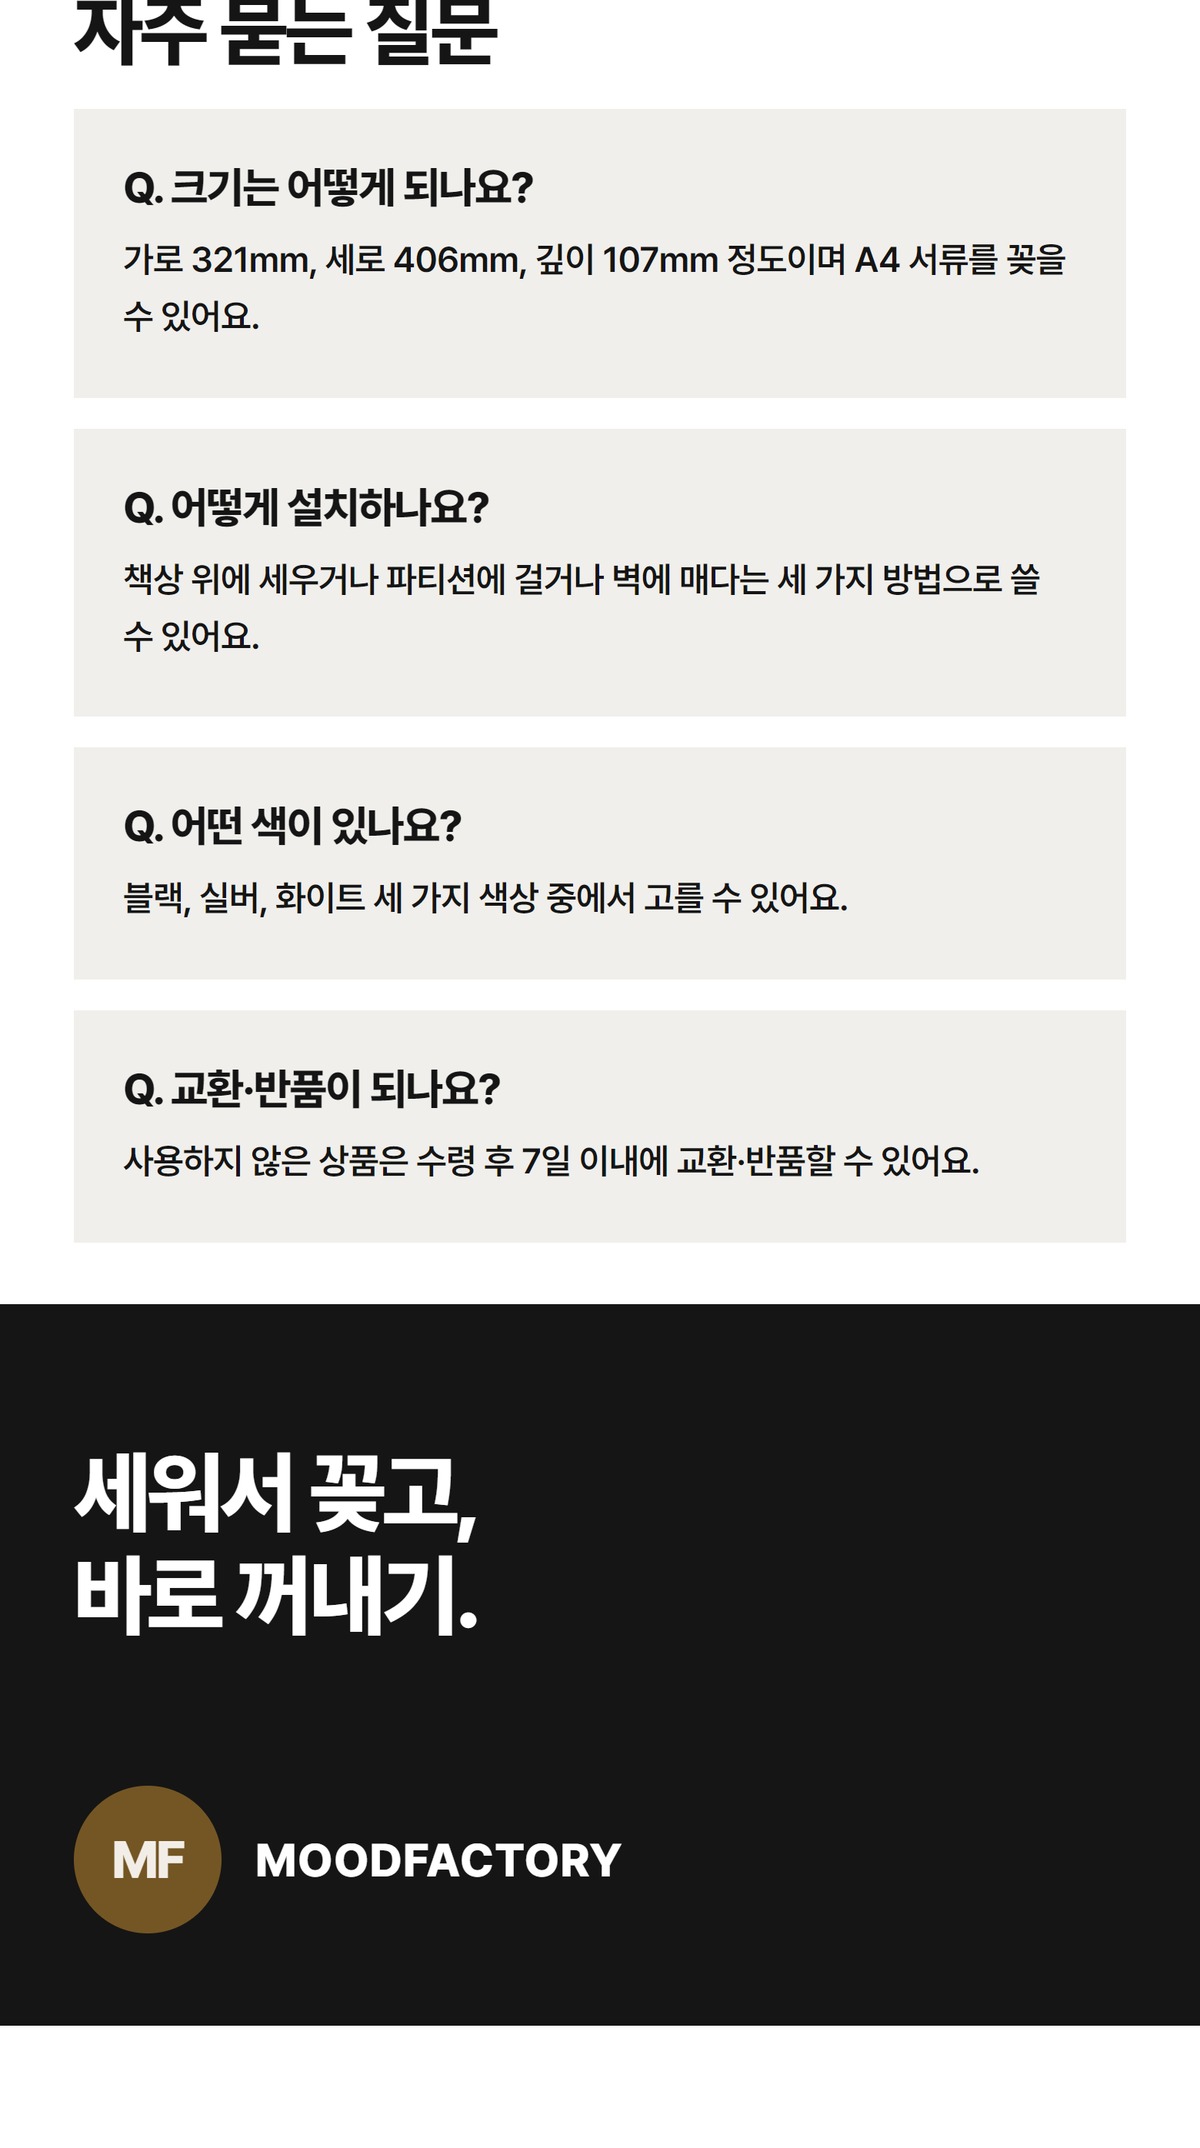 자주 묻는 질문
Q. 크기는 어떻게 되나요?
가로 321mm, 세로 406mm, 깊이 107mm 정도이며 A4 서류를 꽂을
수 있어요.
Q. 어떻게 설치하나요?
책상 위에 세우거나 파티션에 걸거나 벽에 매다는 세 가지 방법으로 쓸
수 있어요.
Q. 어떤 색이 있나요?
블랙, 실버, 화이트 세 가지 색상 중에서 고를 수 있어요.
Q. 교환·반품이 되나요?
사용하지 않은 상품은 수령 후 7일 이내에 교환·반품할 수 있어요.
세워서 꽂고,
바로 꺼내기.
MF MOODFACTORY